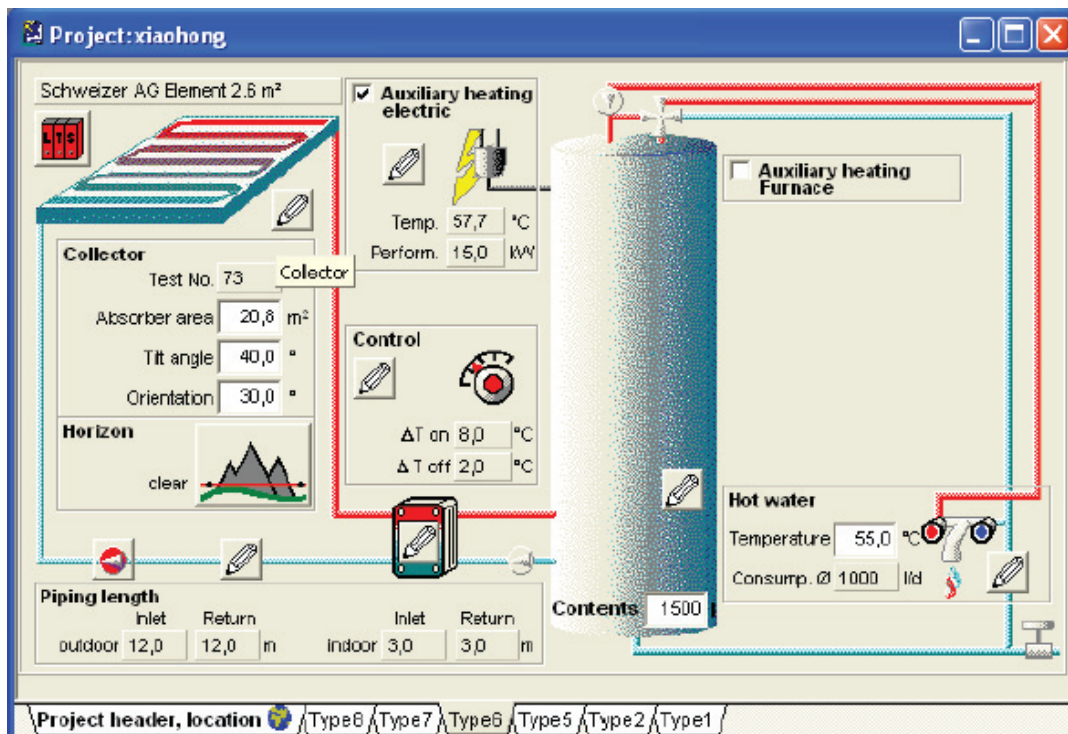 Project:xiaohong
Schweizer AG Element 2.6 m²
LTS
Auxiliary heating
electric
Temp. 57,7 °C
Perform. 15,0 kW
Auxiliary heating
Furnace
Collector
Test No. 73
Colector
Absorber area 20,8 m²
Tilt angle 40,0 °
Orientation 30,0 °
Horizon
clear
Control
ΔT on 8,0 °C
ΔT off 2,0 °C
Hot water
Temperature 55,0 °C
Consump. Ø 1000 l/d
Contents 1500 l
Piping length
Inlet Return Inlet Return
outdoor 12,0 12,0 m indoor 3,0 3,0 m
Project header, location Type8 Type7 Type6 Type5 Type2 Type1